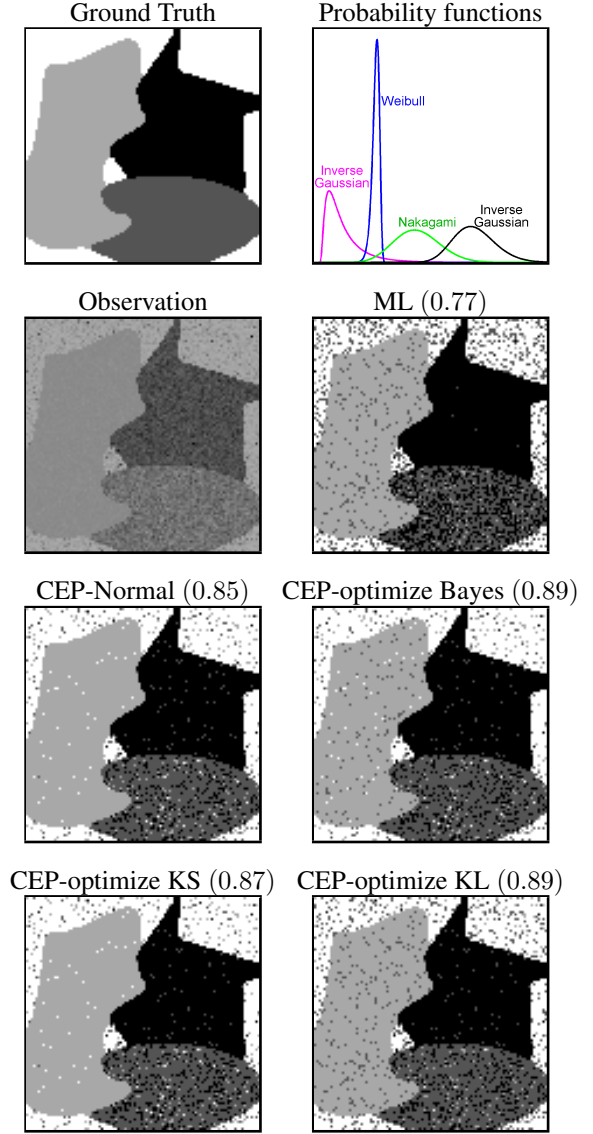 Ground Truth
Probability functions
Weibull
Inverse
Gaussian
Nakagami
Inverse
Gaussian
Observation
ML (0.77)
CEP-Normal (0.85)
CEP-optimize Bayes (0.89)
CEP-optimize KS (0.87)
CEP-optimize KL (0.89)